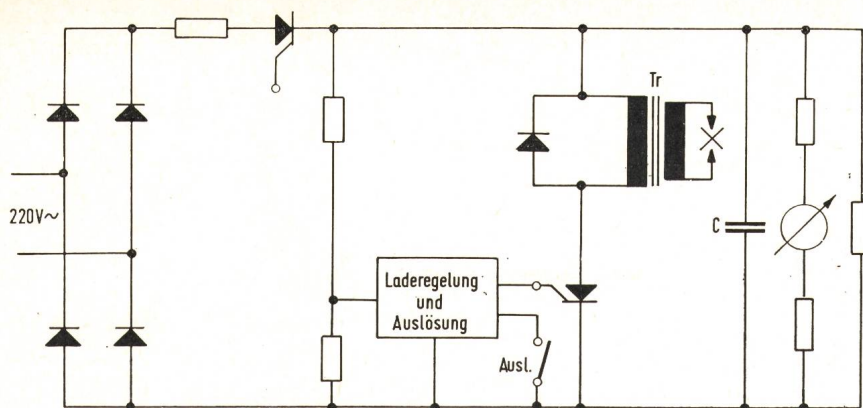 Tr
220V~
C
Laderegelung
und
Auslösung
Ausl.